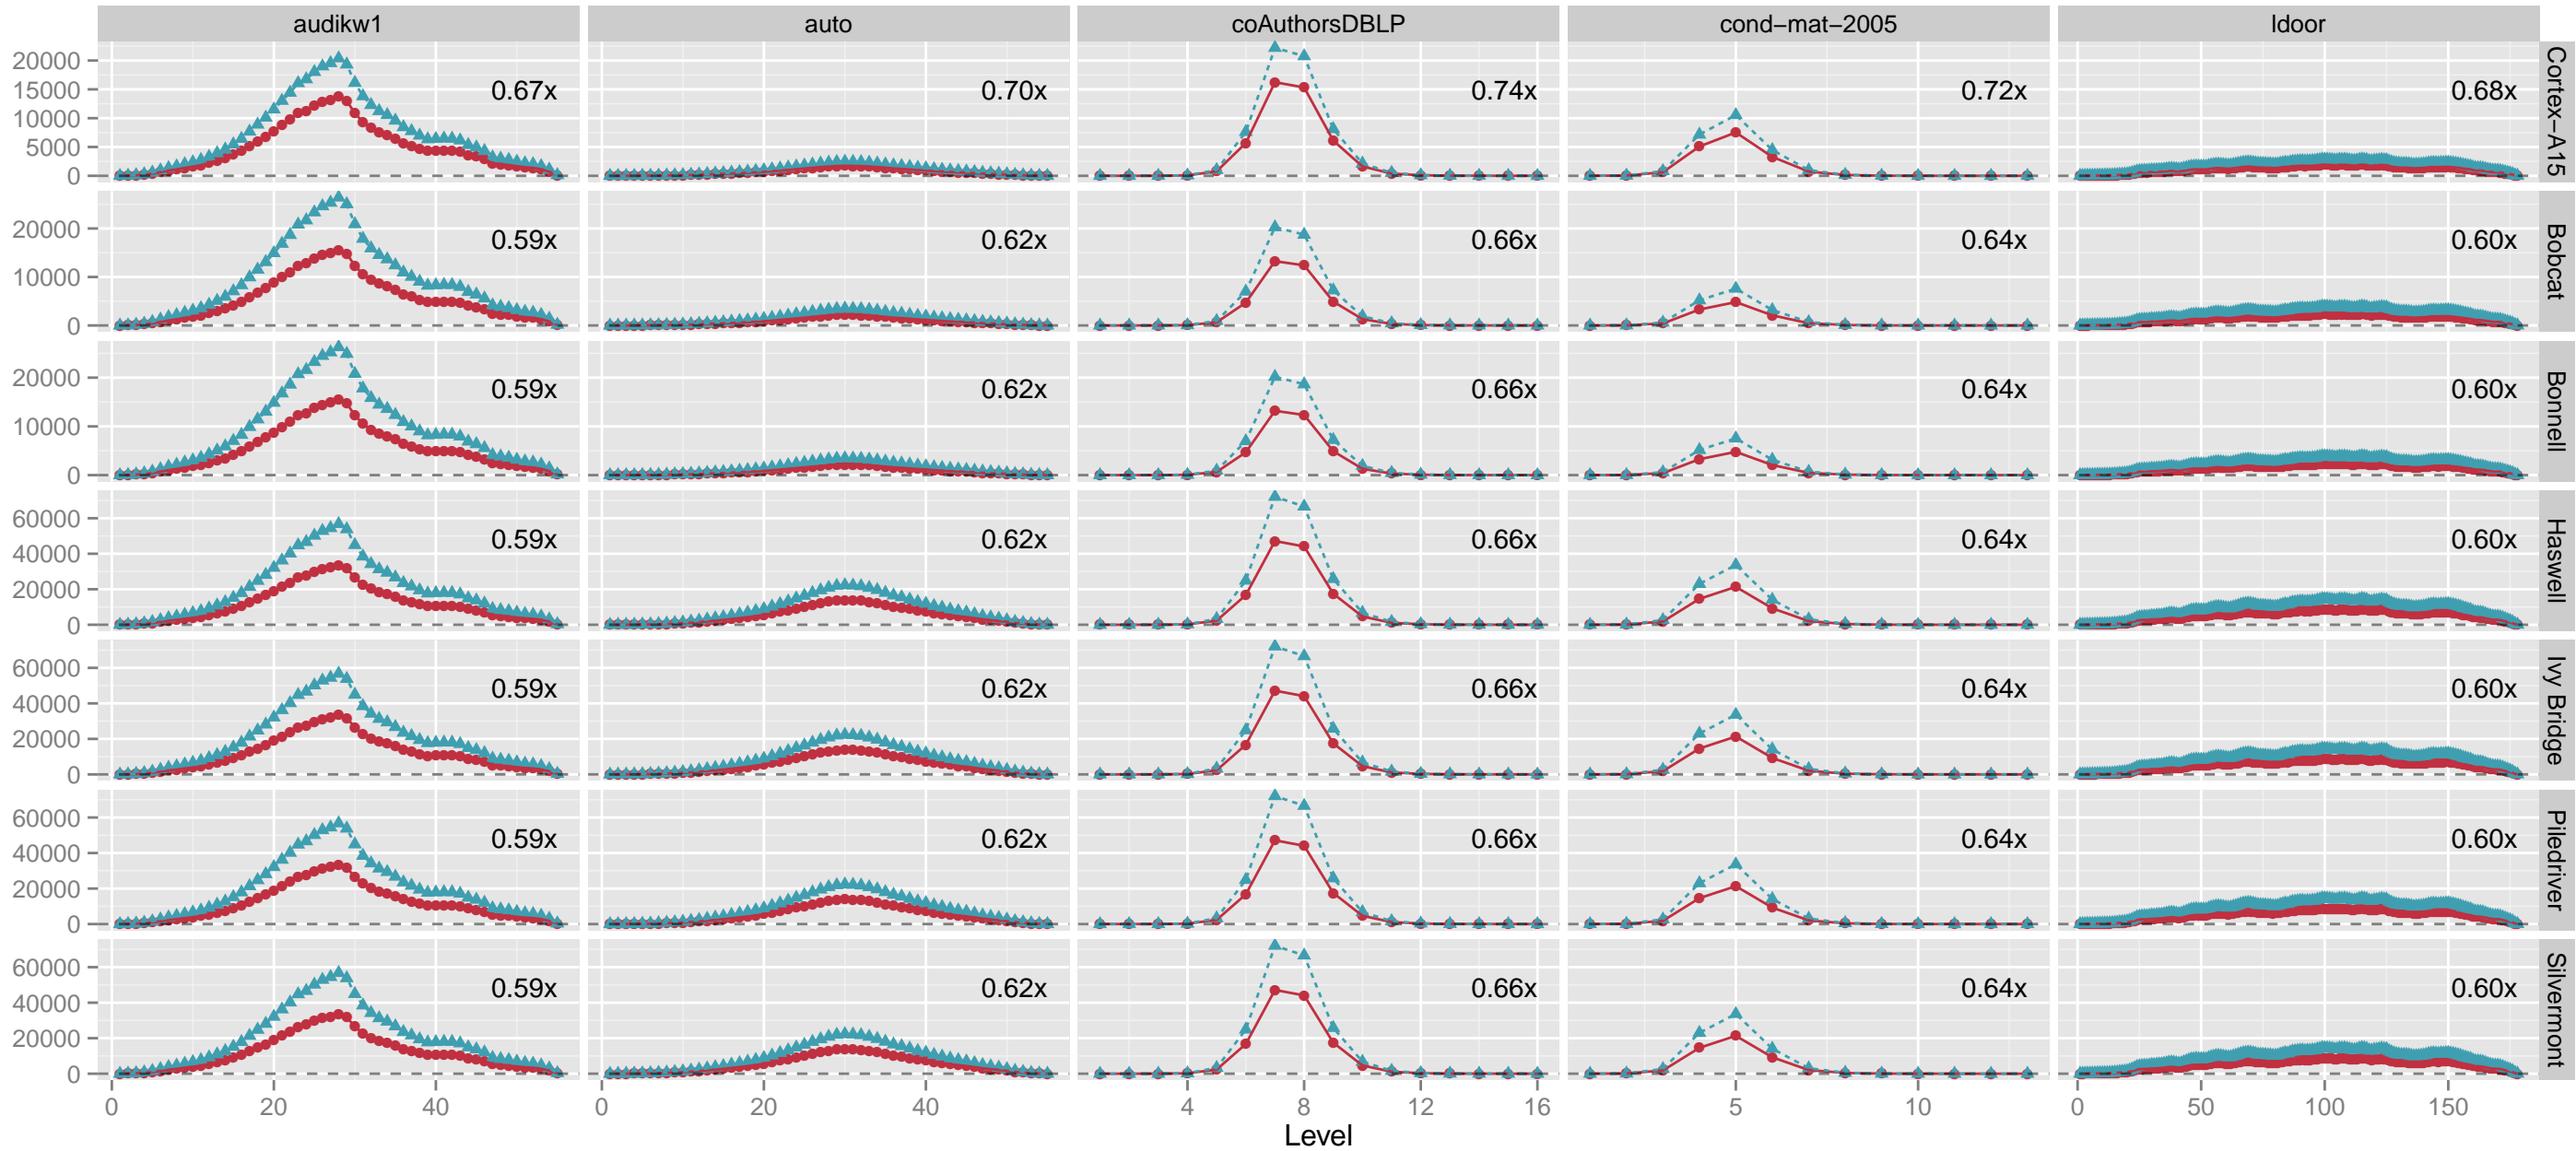 audikw1 auto coAuthorsDBLP cond−mat−2005 ldoor
20000
15000
10000
5000
0
0.67x 0.70x 0.74x 0.72x 0.68x
Cortex−A15
20000
10000
0
0.59x 0.62x 0.66x 0.64x 0.60x
Bobcat
20000
10000
0
0.59x 0.62x 0.66x 0.64x 0.60x
Bonnell
60000
40000
20000
0
0.59x 0.62x 0.66x 0.64x 0.60x
Haswell
60000
40000
20000
0
0.59x 0.62x 0.66x 0.64x 0.60x
Ivy Bridge
60000
40000
20000
0
0.59x 0.62x 0.66x 0.64x 0.60x
Piledriver
60000
40000
20000
0
0.59x 0.62x 0.66x 0.64x 0.60x
Silvermont
0 20 40 0 20 40 4 8 12 16 5 10 0 50 100 150
Level